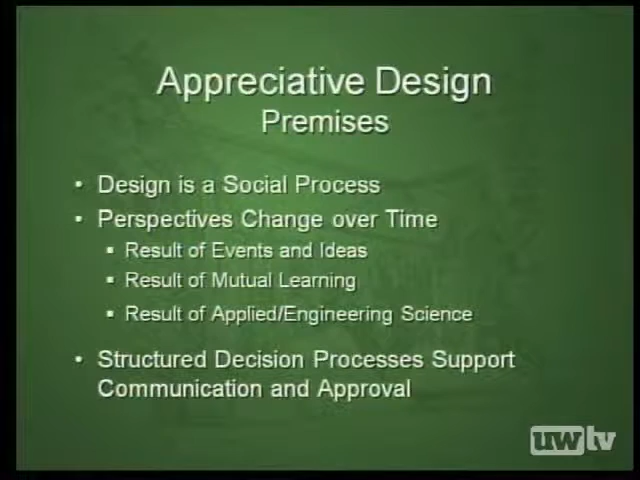 Appreciative Design
Premises
• Design is a Social Process
• Perspectives Change over Time
▪ Result of Events and Ideas
▪ Result of Mutual Learning
▪ Result of Applied/Engineering Science
• Structured Decision Processes Support
Communication and Approval
uwtv